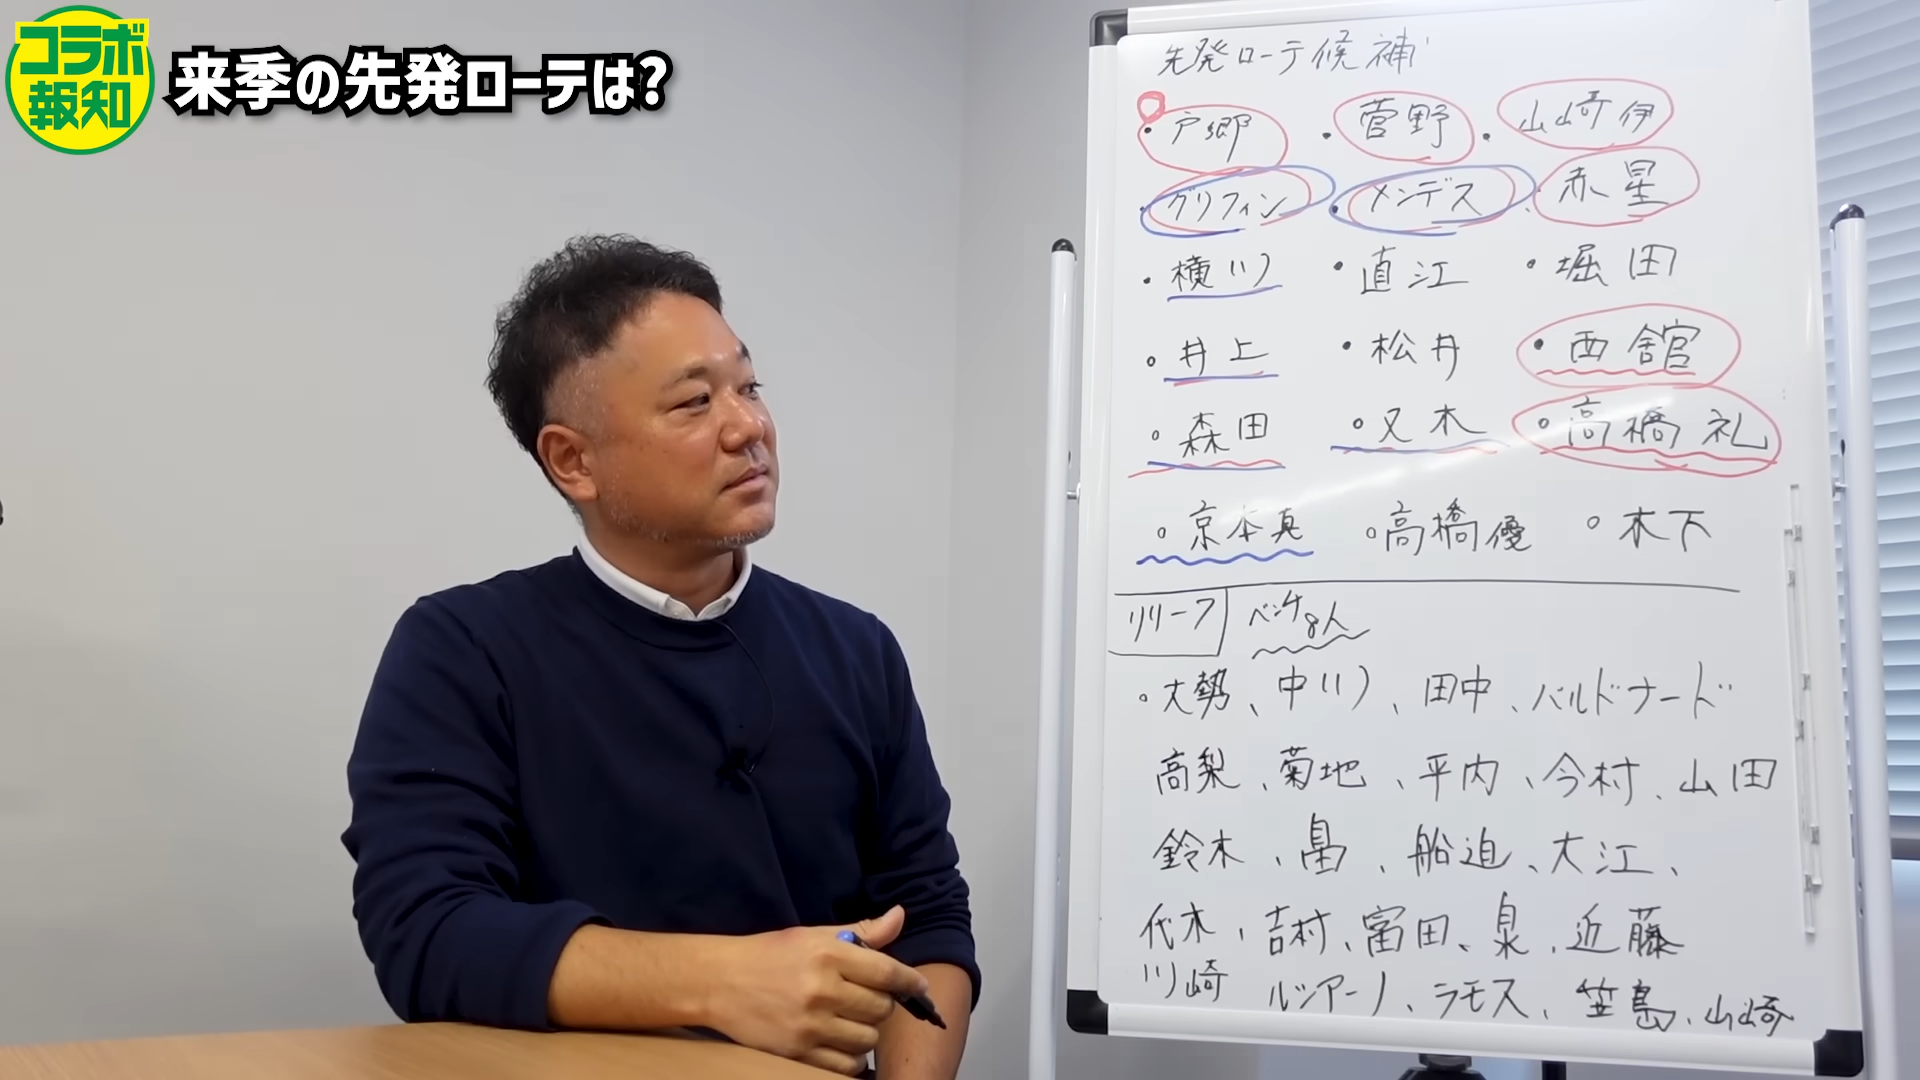 コラボ
報知
来季の先発ローテは?
先発ローテ候補
・戸郷 ・菅野 ・山崎伊
・グリフィン ・メンデス ・赤星
・横川 ・直江 ・堀田
・井上 ・松井 ・西舘
・森田 ・又木 ・高橋礼
・京本真 ・高橋優 ・木下
リリーフ ベンチ8人
・大勢、中川、田中、バルドナード
高梨、菊地、平内、今村、山田
鈴木、畠、船迫、大江、
代木、吉村、富田、泉、近藤
川崎 ルシアーノ、ラモス、笠島、山崎